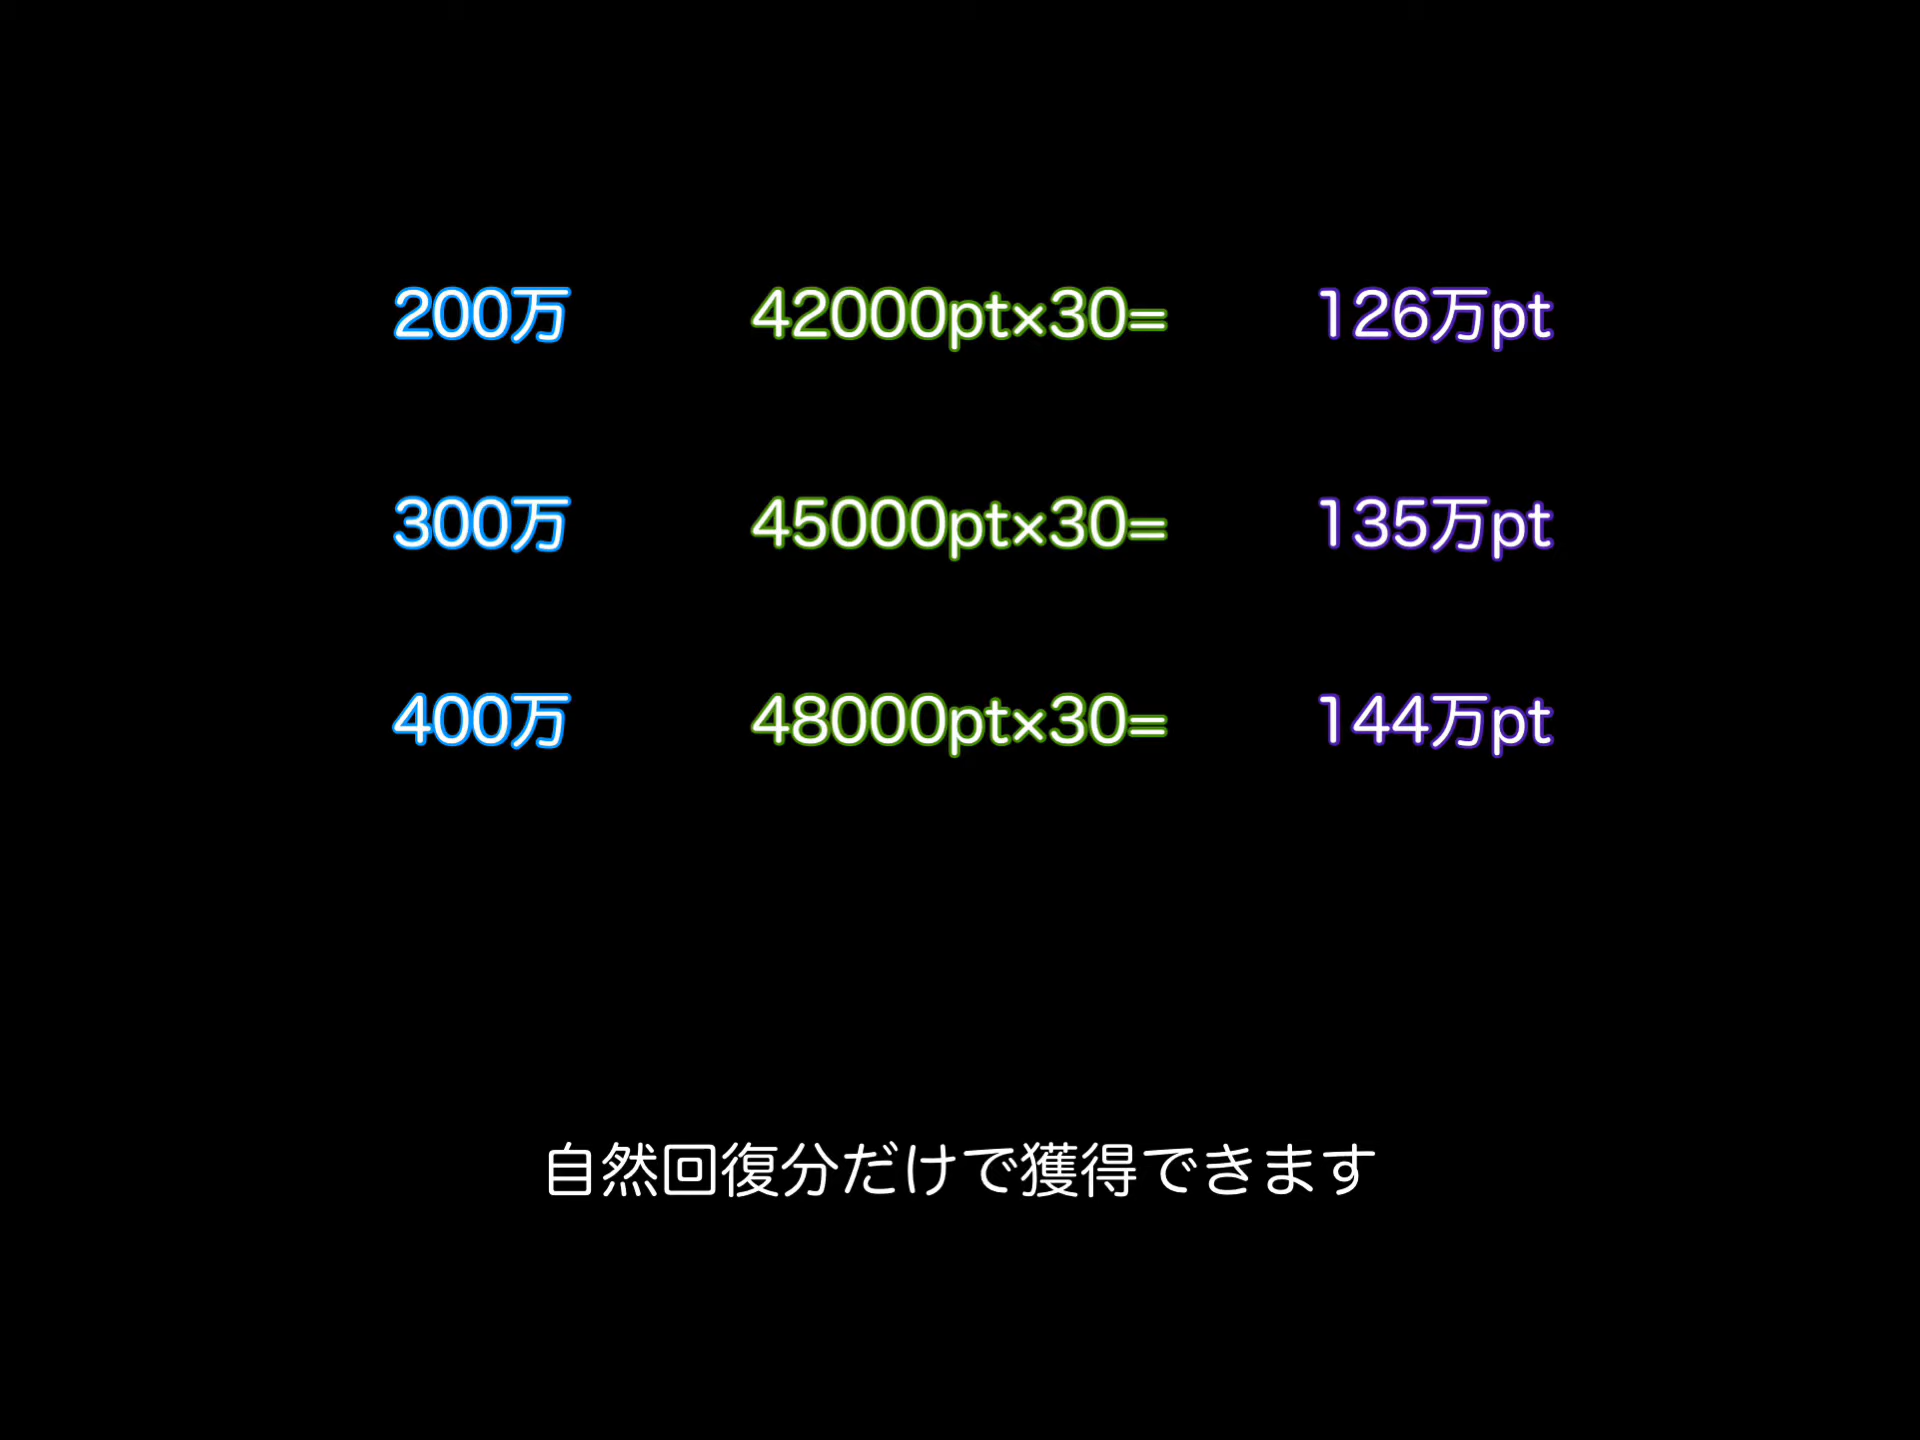 200万 42000pt×30= 126万pt
300万 45000pt×30= 135万pt
400万 48000pt×30= 144万pt
自然回復分だけで獲得できます